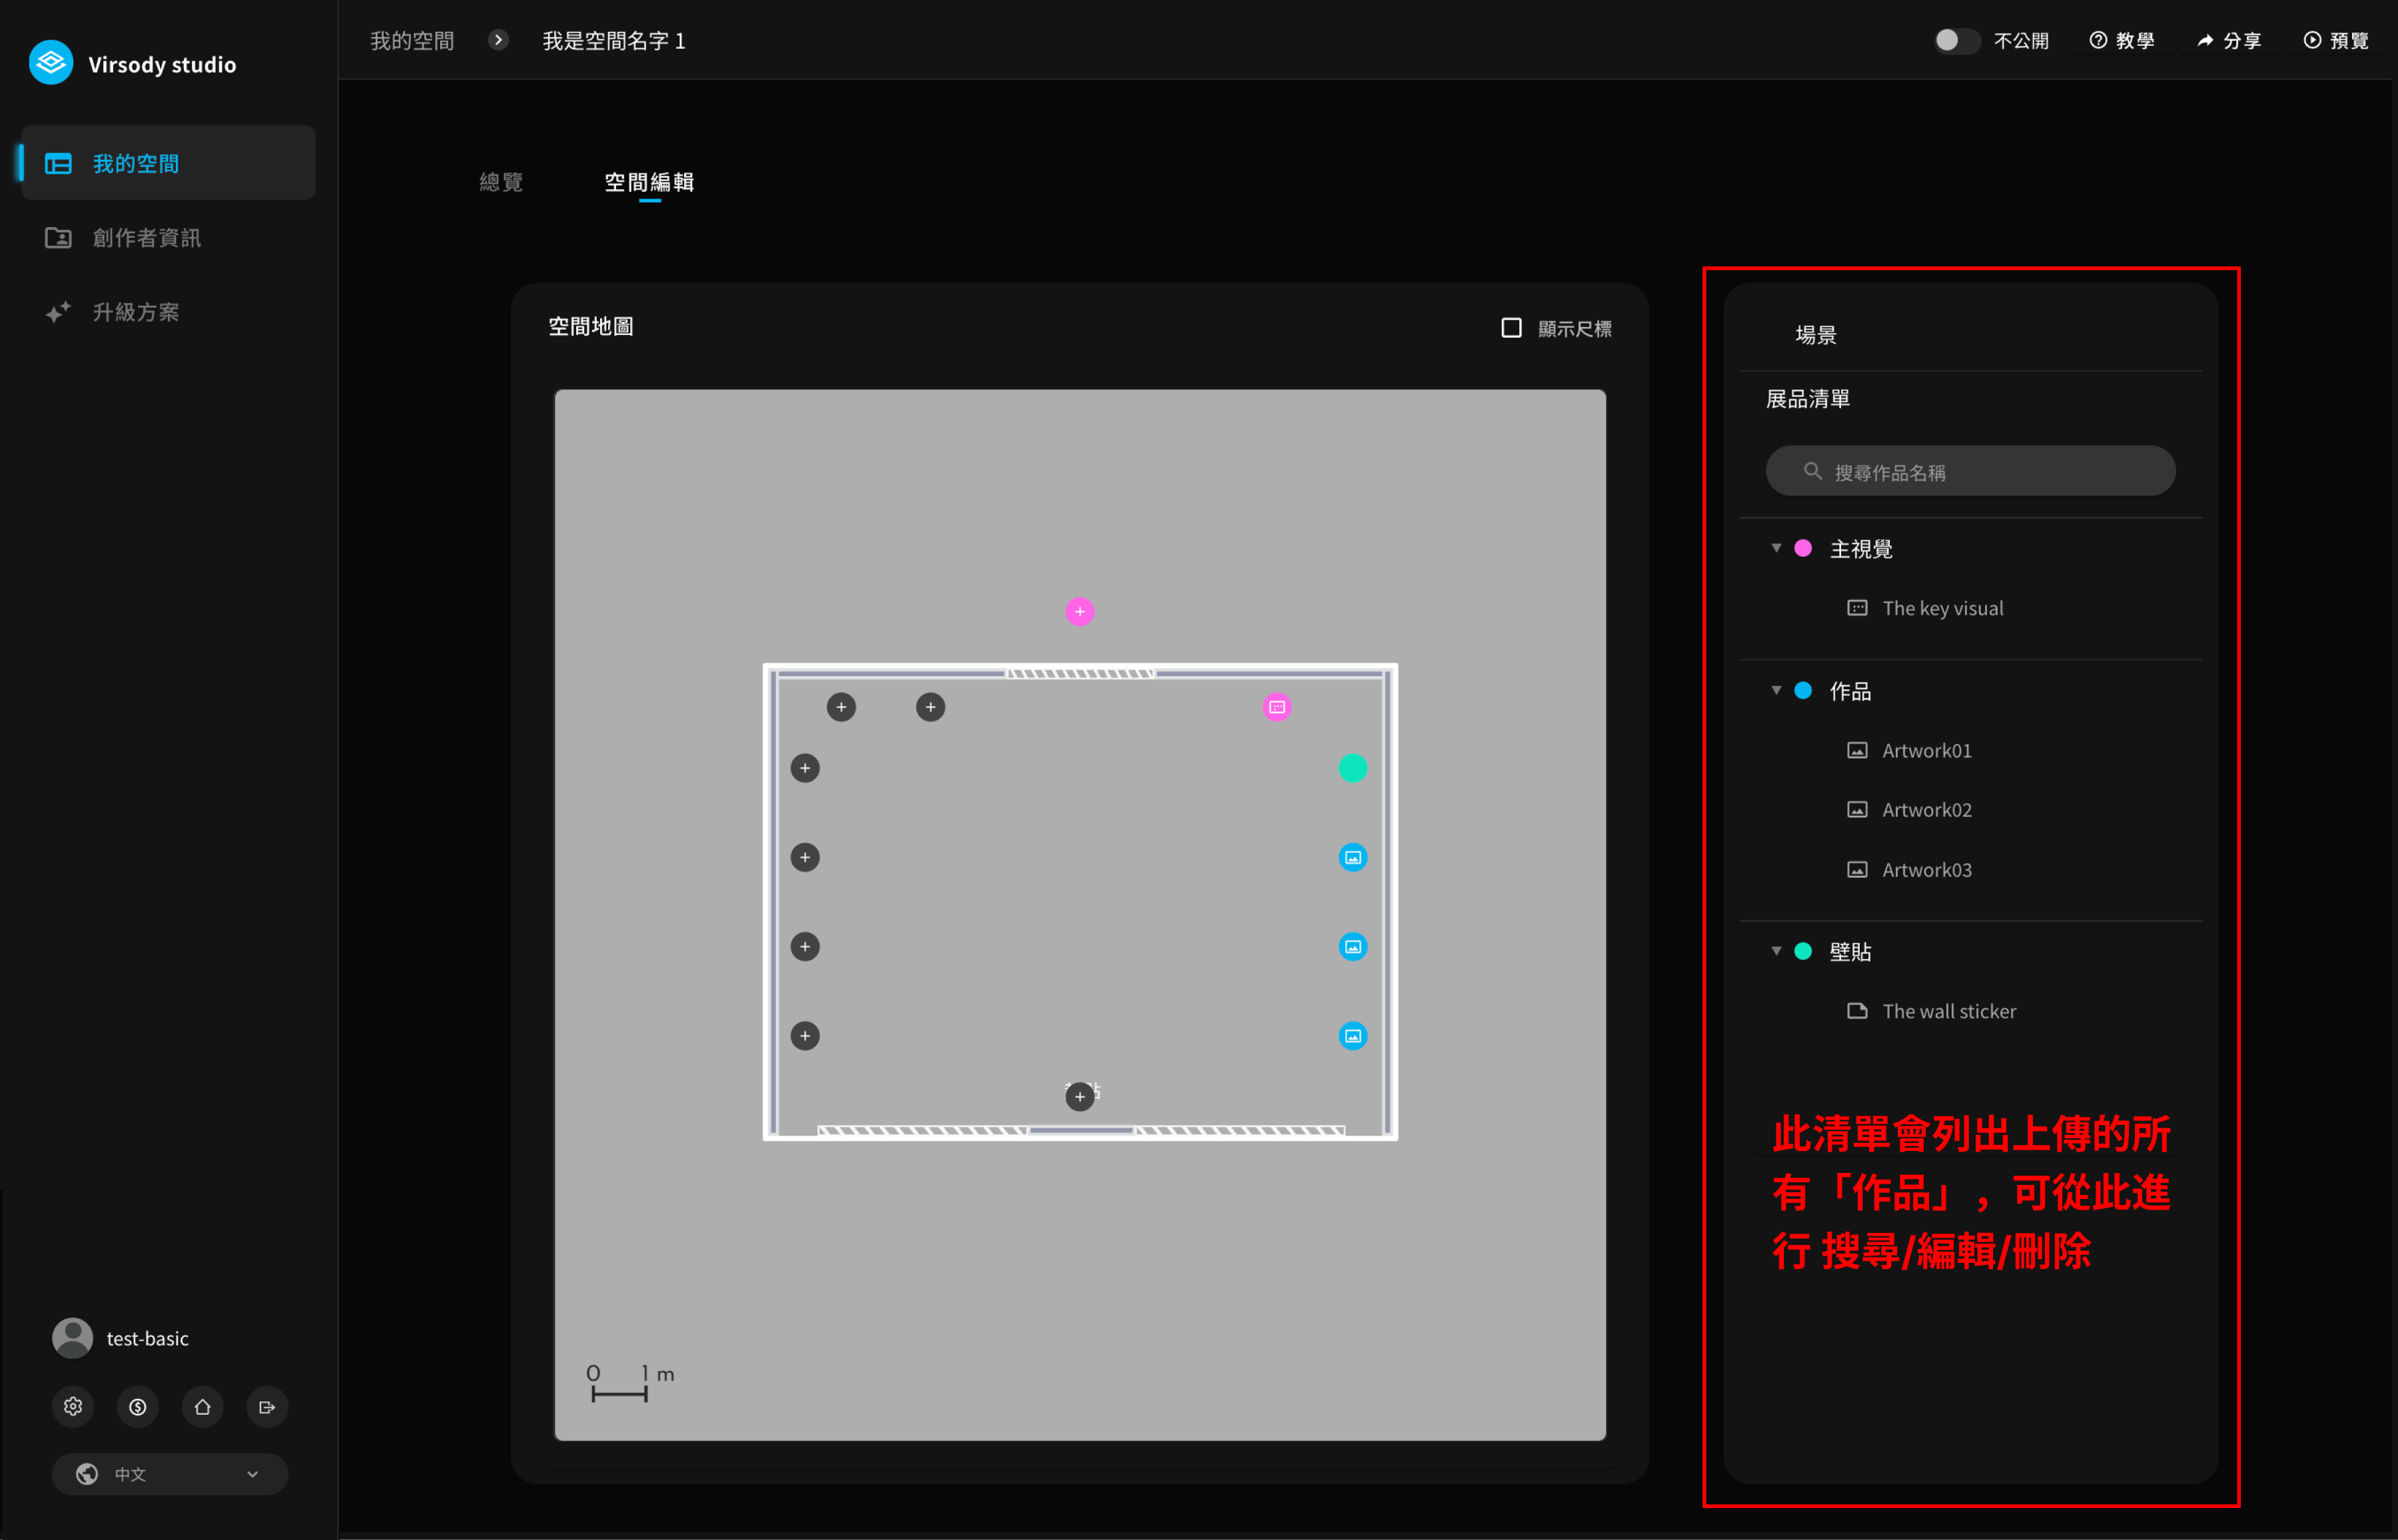 Virsody studio
我的空間
創作者資訊
升級方案
test-basic
中文
我的空間
我是空間名字 1
不公開
教學
分享
預覽
總覽
空間編輯
空間地圖
顯示尺標
0 1 m
場景
展品清單
搜尋作品名稱
主視覺
The key visual
作品
Artwork01
Artwork02
Artwork03
壁貼
The wall sticker
此清單會列出上傳的所
有「作品」，可從此進
行 搜尋/編輯/刪除